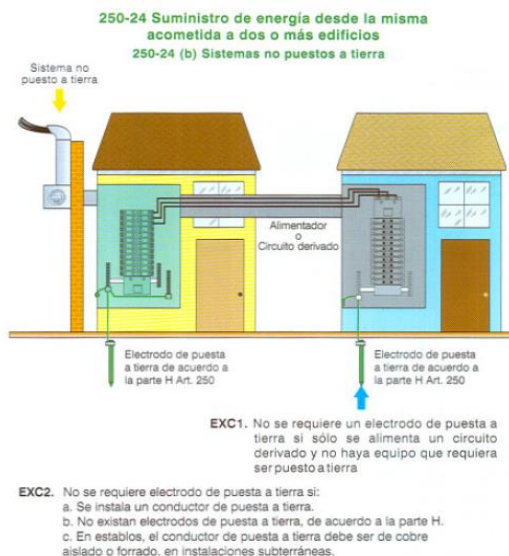 250-24 Suministro de energía desde la misma
acometida a dos o más edificios
250-24 (b) Sistemas no puestos a tierra
Sistema no
puesto a tierra
Alimentador
o
Circuito derivado
Electrodo de puesta
a tierra de acuerdo a
la parte H Art. 250
Electrodo de puesta
a tierra de acuerdo a
la parte H Art. 250
EXC1. No se requiere un electrodo de puesta a
tierra si sólo se alimenta un circuito
derivado y no haya equipo que requiera
ser puesto a tierra
EXC2. No se requiere electrodo de puesta a tierra si:
a. Se instala un conductor de puesta a tierra.
b. No existan electrodos de puesta a tierra, de acuerdo a la parte H.
c. En establos, el conductor de puesta a tierra debe ser de cobre
aislado o forrado, en instalaciones subterráneas.